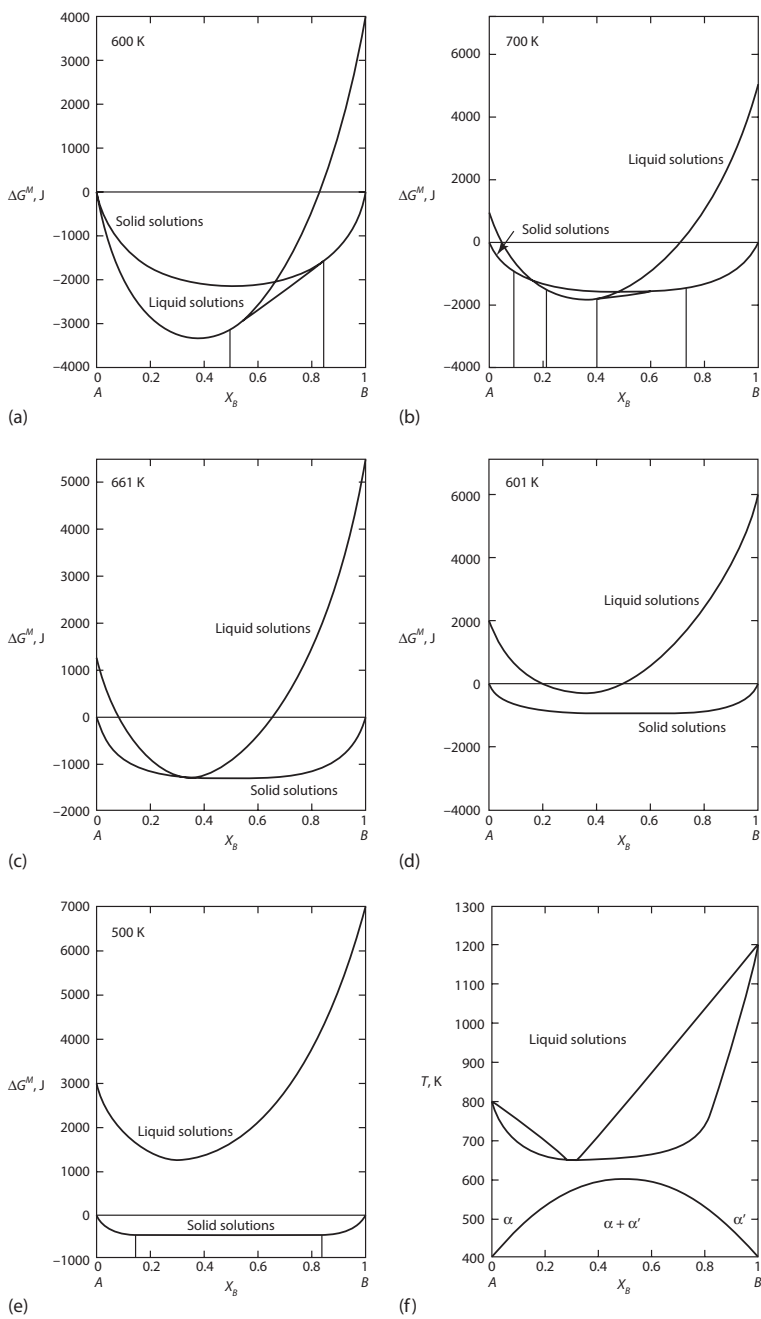 600 K
4000
3000
2000
1000
0
−1000
−2000
−3000
−4000
ΔG^M, J
Solid solutions
Liquid solutions
0 0.2 0.4 0.6 0.8 1
A X_B B
(a)
700 K
6000
4000
2000
0
−2000
−4000
ΔG^M, J
Liquid solutions
Solid solutions
0 0.2 0.4 0.6 0.8 1
A X_B B
(b)
661 K
5000
4000
3000
2000
1000
0
−1000
−2000
ΔG^M, J
Liquid solutions
Solid solutions
0 0.2 0.4 0.6 0.8 1
A X_B B
(c)
601 K
6000
4000
2000
0
−2000
−4000
ΔG^M, J
Liquid solutions
Solid solutions
0 0.2 0.4 0.6 0.8 1
A X_B B
(d)
500 K
7000
6000
5000
4000
3000
2000
1000
0
−1000
ΔG^M, J
Liquid solutions
Solid solutions
0 0.2 0.4 0.6 0.8 1
A X_B B
(e)
1300
1200
1100
1000
900
800
700
600
500
400
T, K
Liquid solutions
α α + α′ α′
0 0.2 0.4 0.6 0.8 1
A X_B B
(f)